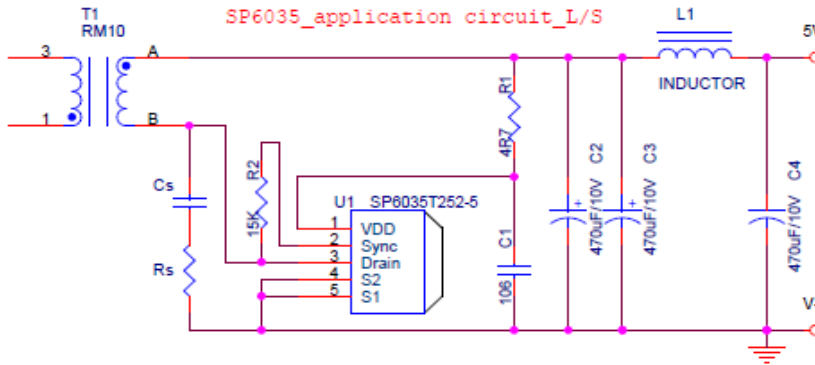 SP6035_application circuit_L/S
T1
RM10
L1
INDUCTOR
5V
3
A
1
B
R1
4R7
R2
15K
Cs
Rs
U1 SP6035T252-5
1 VDD
2 Sync
3 Drain
4 S2
5 S1
C1
106
C2
470uF/10V
C3
470uF/10V
C4
470uF/10V
V-